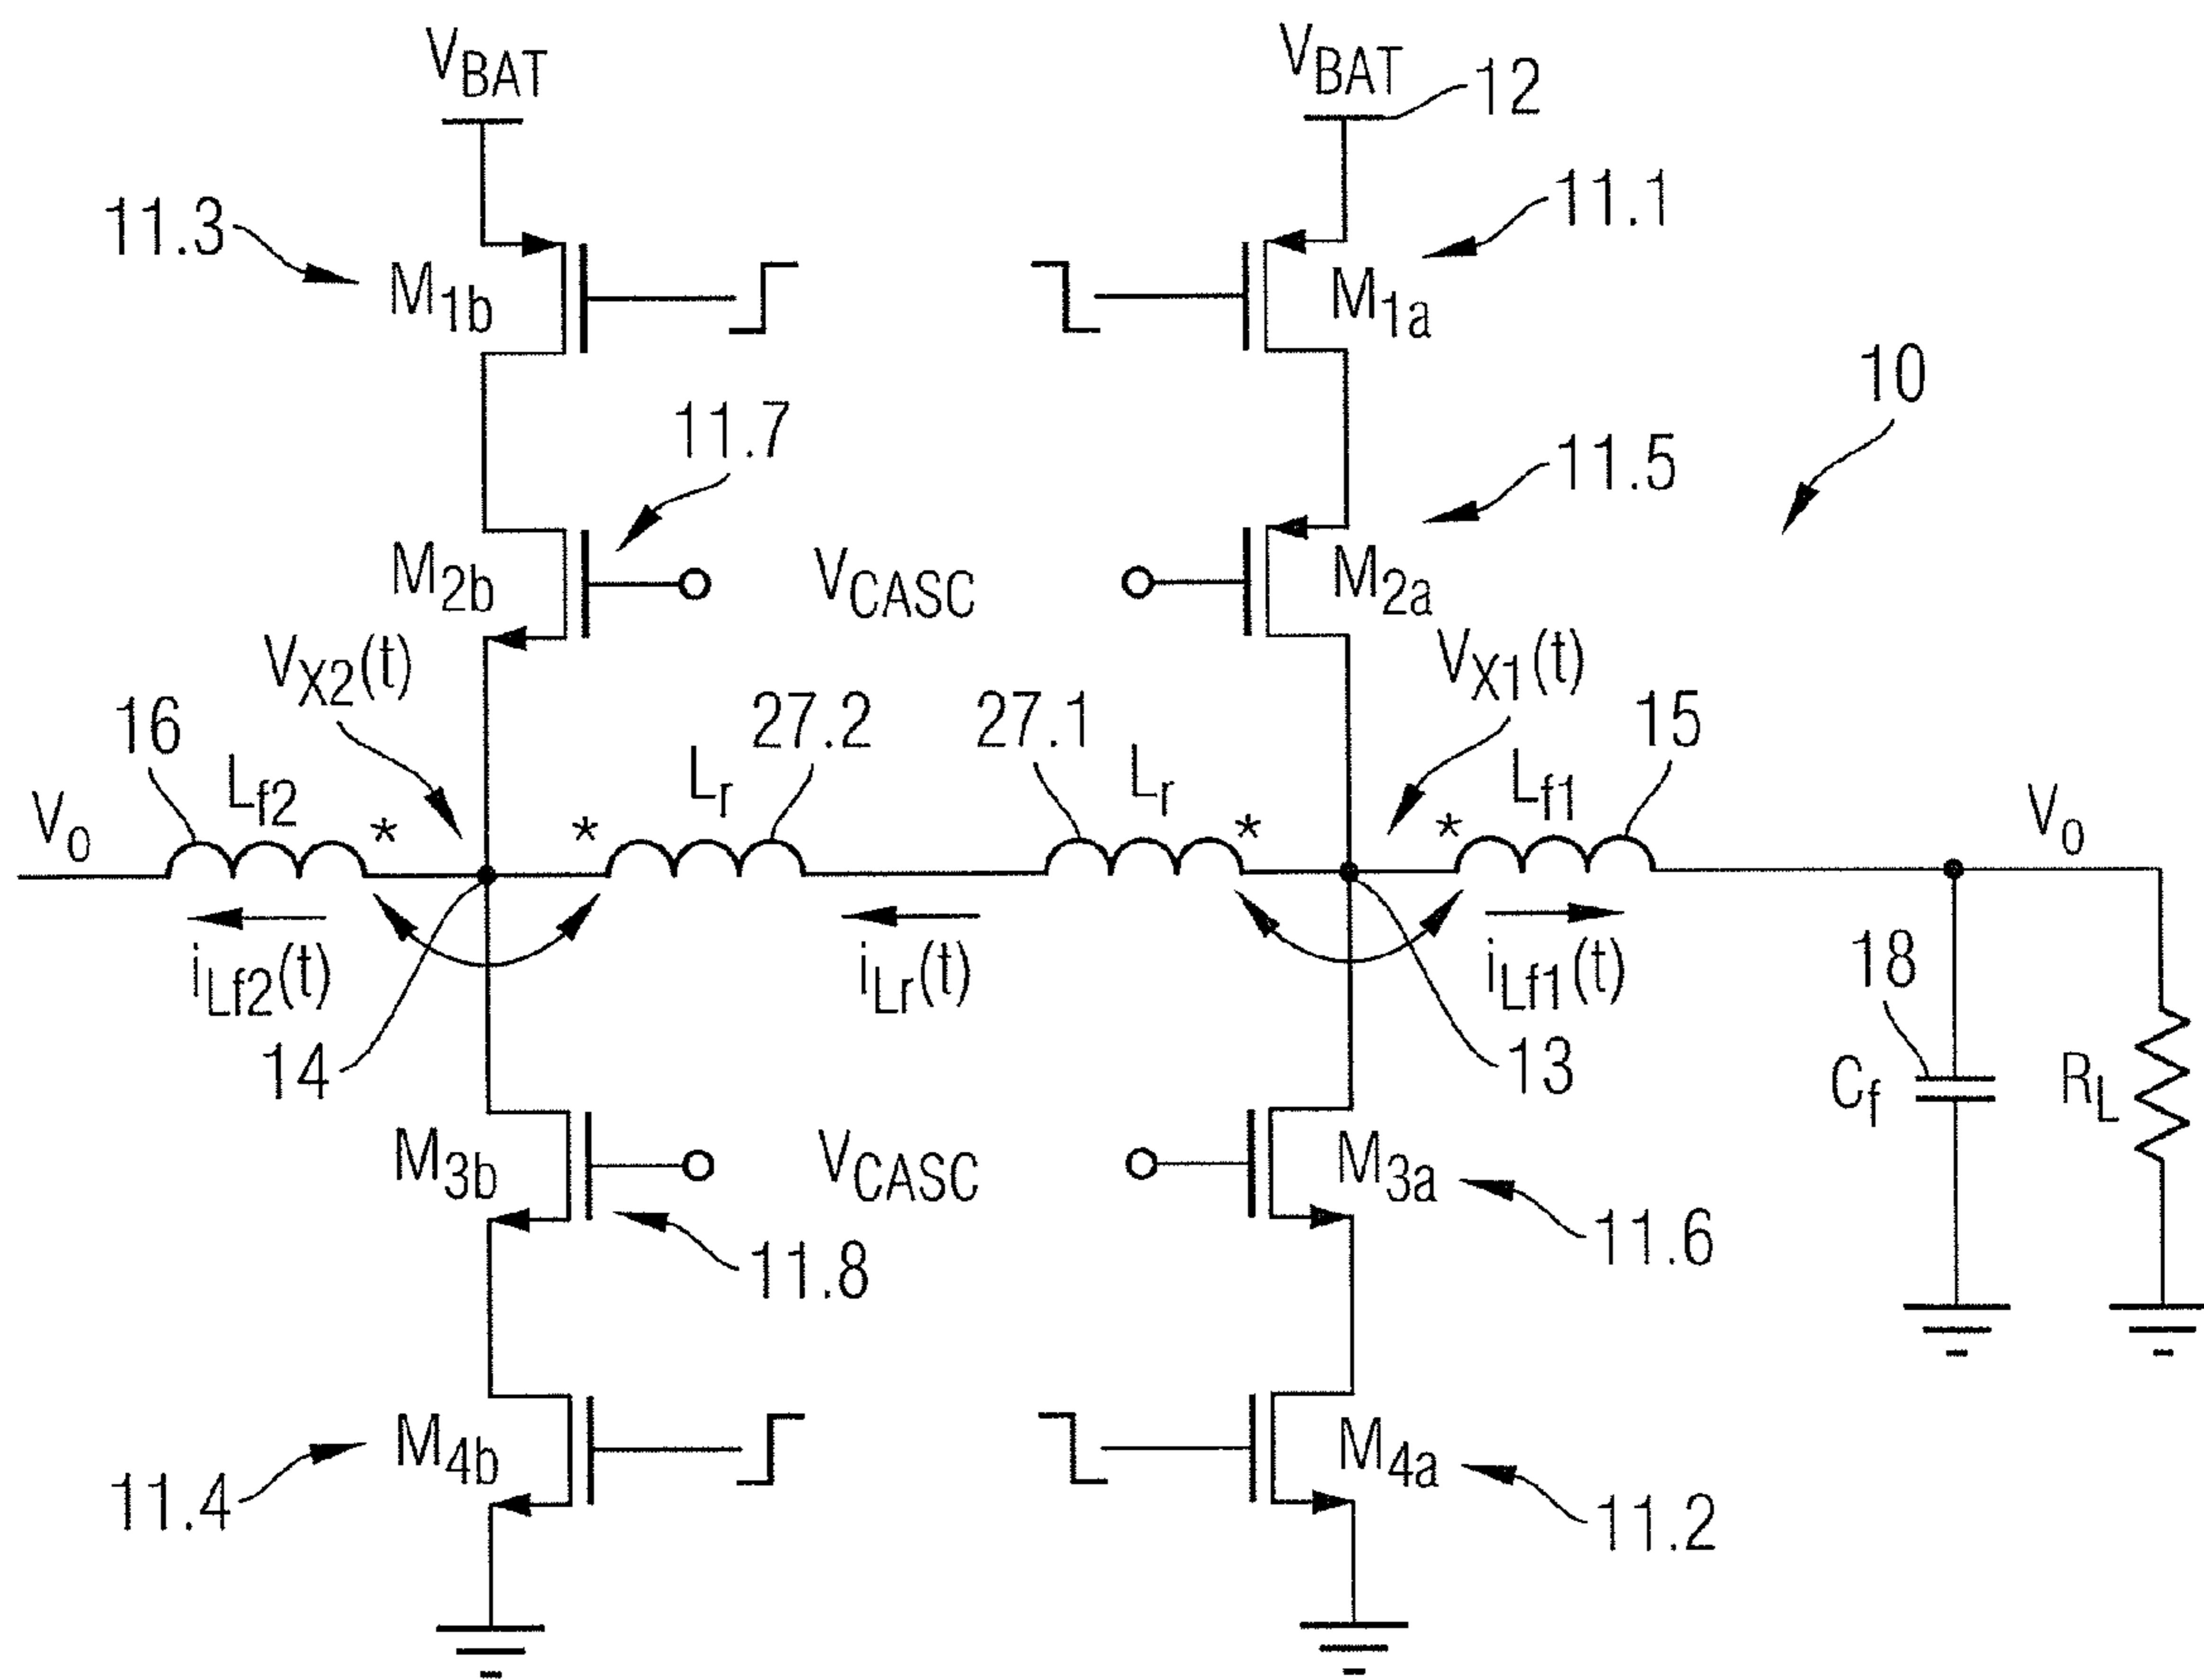 VBAT VBAT 12
11.3 M1b M1a 11.1
10
11.7 11.5
M2b VCASC M2a
VX2(t) VX1(t)
16 27.2 27.1 15
Vo Lf2 * * Lr Lr * * Lf1 Vo
iLf2(t) iLr(t) iLf1(t) 18
14 13 Cf RL
M3b VCASC M3a
11.8 11.6
M4b M4a
11.4 11.2